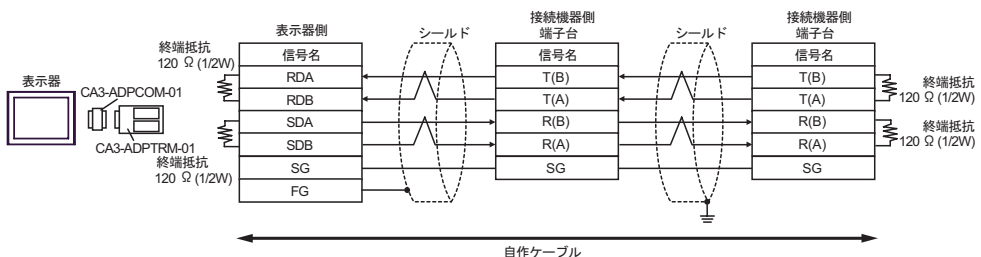 表示器
CA3-ADPCOM-01
CA3-ADPTRM-01
終端抵抗
120 Ω (1/2W)
終端抵抗
120 Ω (1/2W)
表示器側
信号名
RDA
RDB
SDA
SDB
SG
FG
シールド
接続機器側
端子台
信号名
T(B)
T(A)
R(B)
R(A)
SG
シールド
接続機器側
端子台
信号名
T(B)
T(A)
R(B)
R(A)
SG
終端抵抗
120 Ω (1/2W)
終端抵抗
120 Ω (1/2W)
自作ケーブル